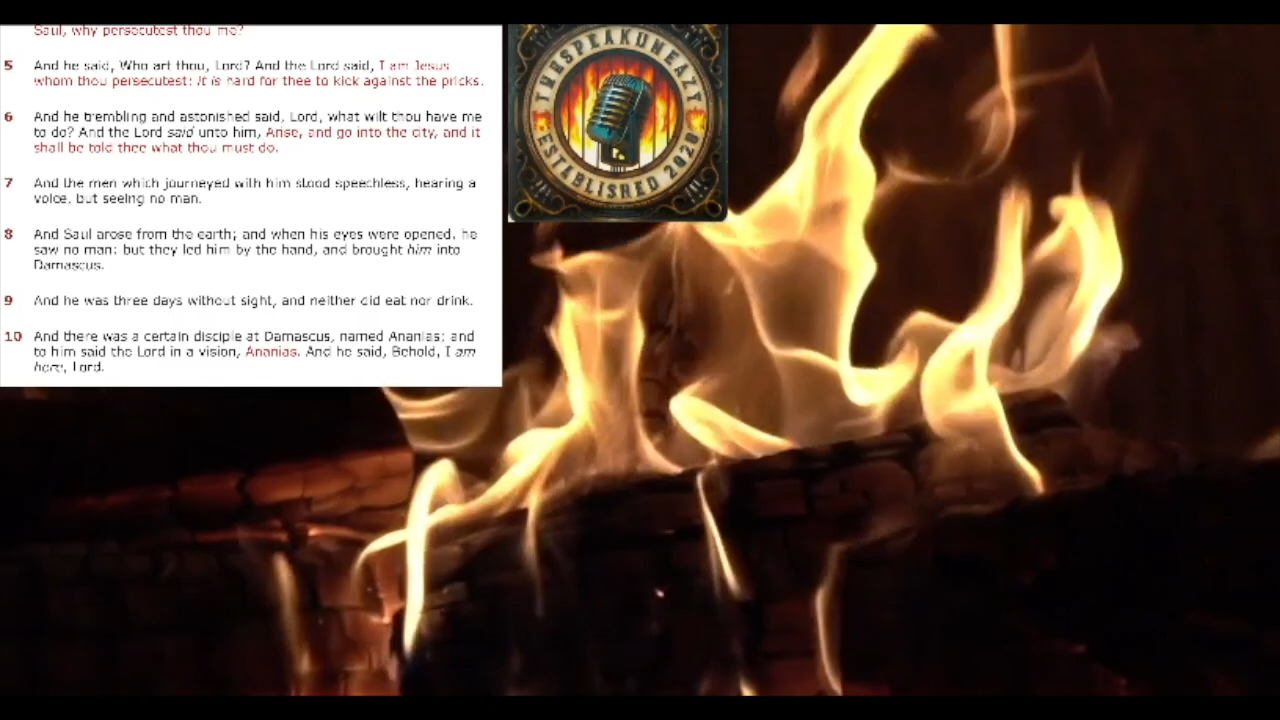 Saul, why persecutest thou me?
5 And he said, Who art thou, Lord? And the Lord said, I am Jesus
whom thou persecutest: it is hard for thee to kick against the pricks.
6 And he trembling and astonished said, Lord, what wilt thou have me
to do? And the Lord said unto him, Arise, and go into the city, and it
shall be told thee what thou must do.
7 And the men which journeyed with him stood speechless, hearing a
voice, but seeing no man.
8 And Saul arose from the earth; and when his eyes were opened, he
saw no man: but they led him by the hand, and brought him into
Damascus.
9 And he was three days without sight, and neither did eat nor drink.
10 And there was a certain disciple at Damascus, named Ananias; and
to him said the Lord in a vision, Ananias. And he said, Behold, I am
here, Lord.
THESPEAKUNEAZY
ESTABLISHED 2020